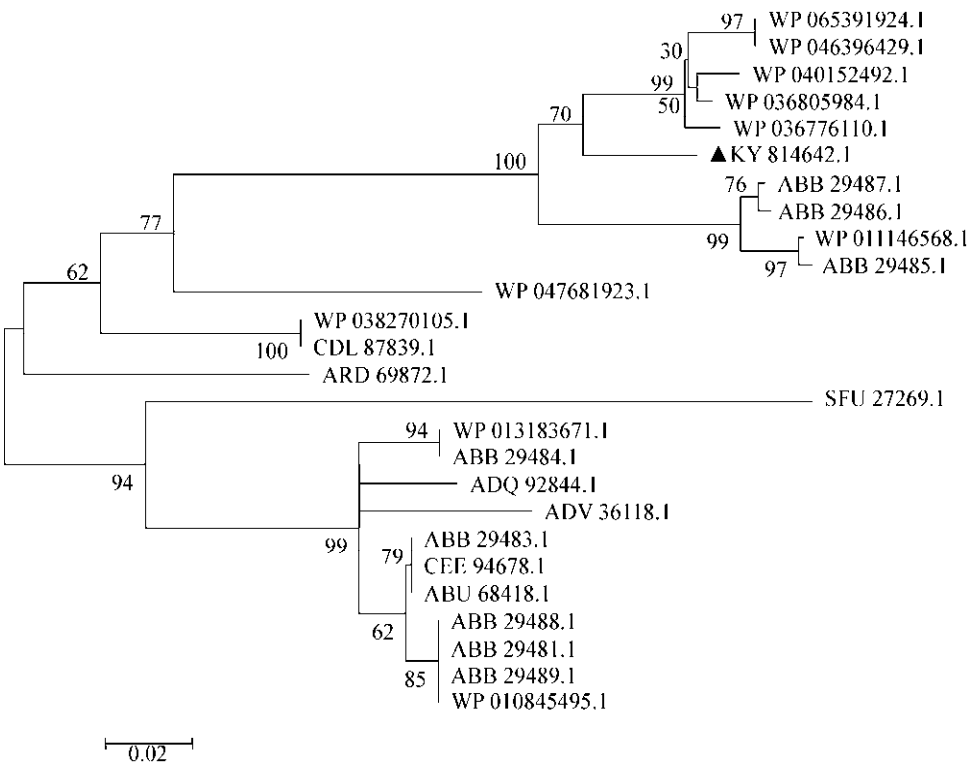 97 WP 065391924.1
WP 046396429.1
30
WP 040152492.1
99
50 WP 036805984.1
70
WP 036776110.1
100
▲KY 814642.1
76 ABB 29487.1
ABB 29486.1
77
99 WP 011146568.1
97 ABB 29485.1
62
WP 047681923.1
WP 038270105.1
100 CDL 87839.1
ARD 69872.1
SFU 27269.1
94 WP 013183671.1
ABB 29484.1
94
ADQ 92844.1
ADV 36118.1
99
ABB 29483.1
79
CEE 94678.1
ABU 68418.1
62
ABB 29488.1
ABB 29481.1
85 ABB 29489.1
WP 010845495.1
0.02